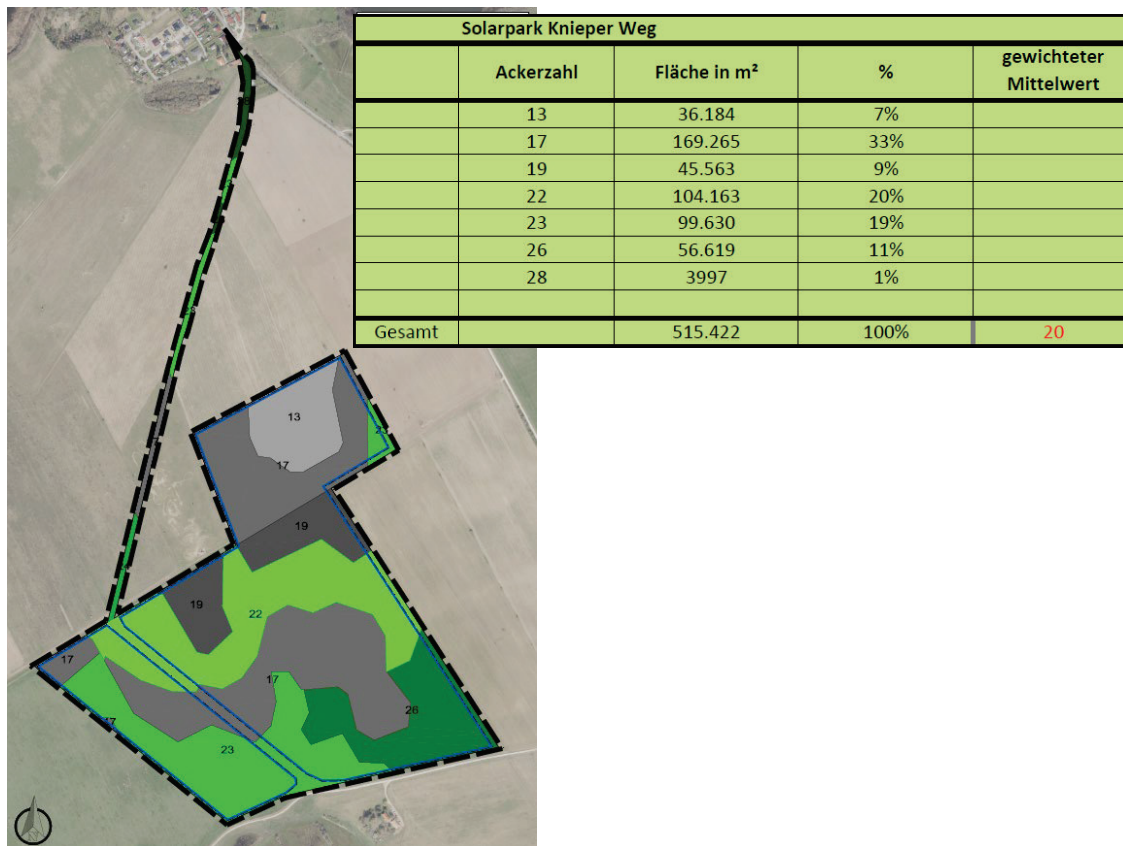 Solarpark Knieper Weg
Ackerzahl Fläche in m² % gewichteter Mittelwert
13 36.184 7%
17 169.265 33%
19 45.563 9%
22 104.163 20%
23 99.630 19%
26 56.619 11%
28 3997 1%
Gesamt 515.422 100% 20
13
17
19
19
22
17
17
17
26
23